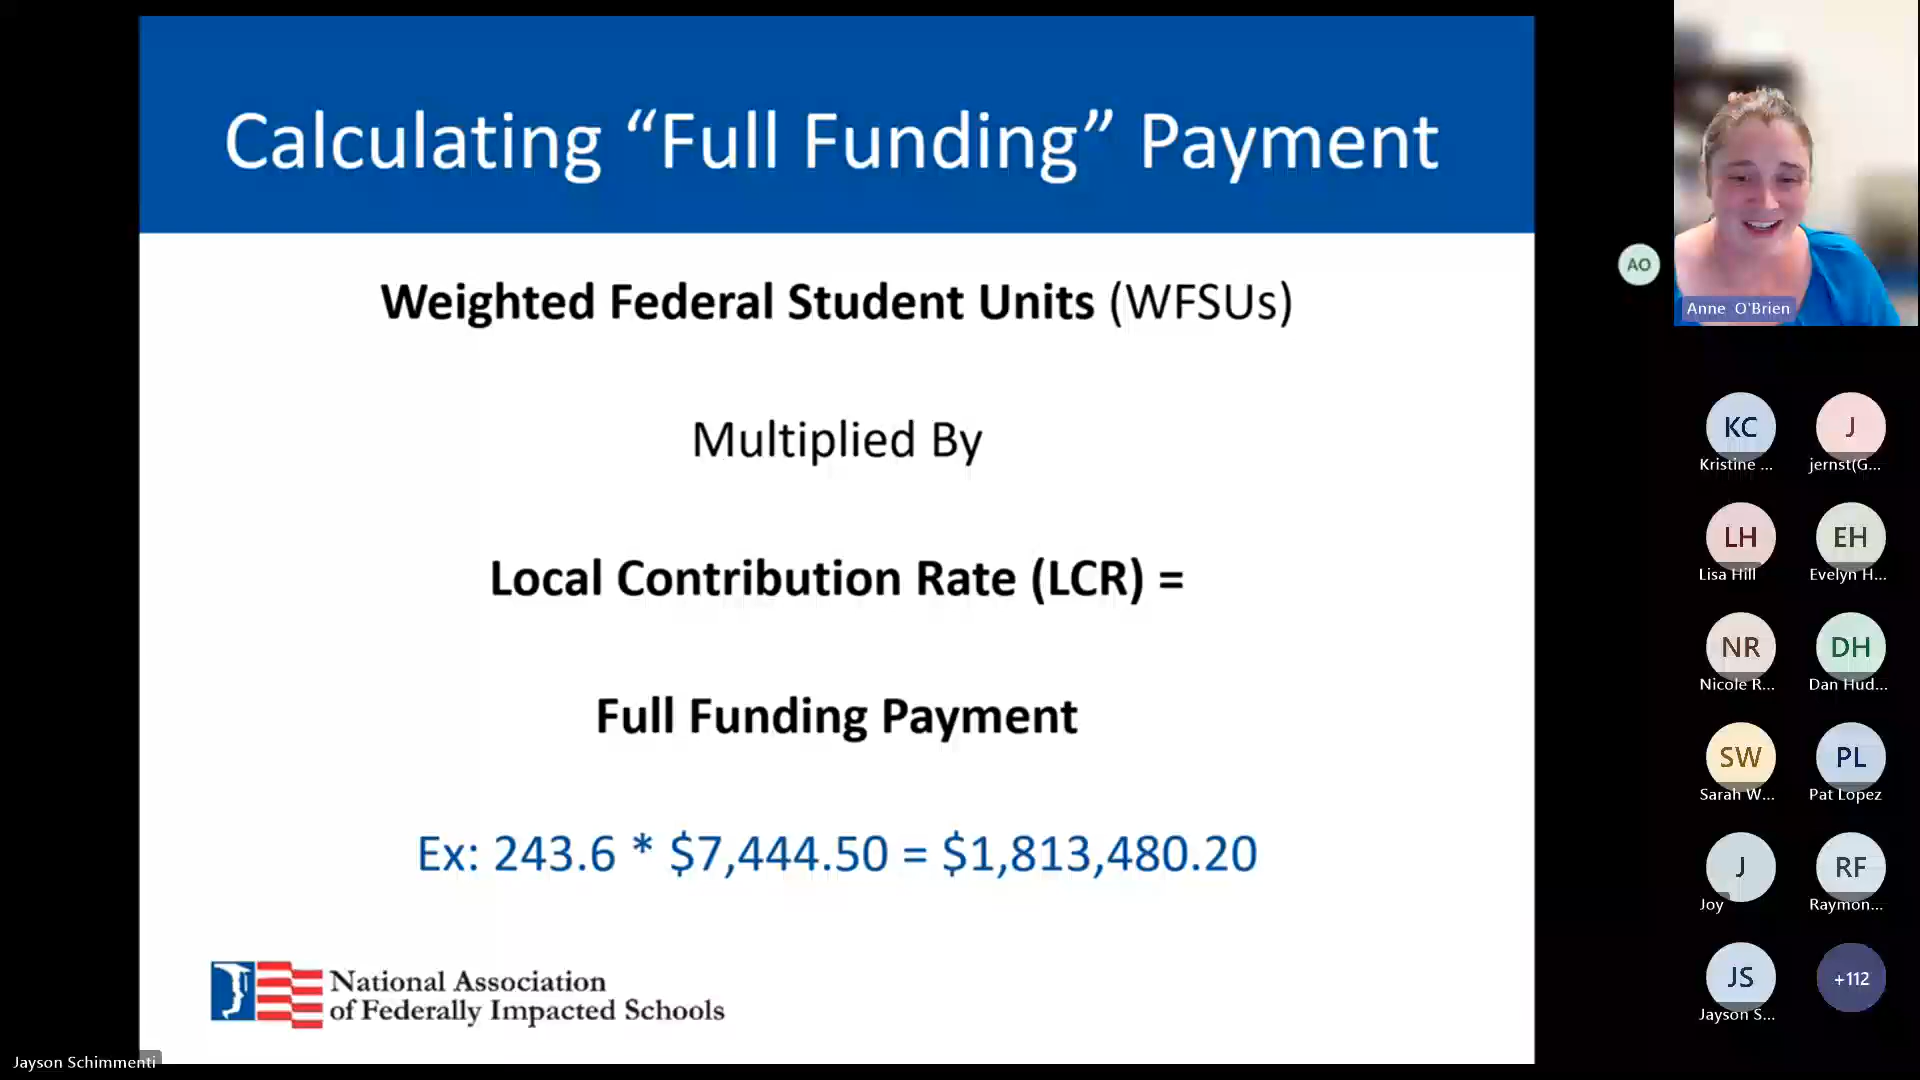 Calculating “Full Funding” Payment
Weighted Federal Student Units (WFSUs)
Multiplied By
Local Contribution Rate (LCR) =
Full Funding Payment
Ex: 243.6 * $7,444.50 = $1,813,480.20
National Association
of Federally Impacted Schools
Jayson Schimmenti
AO
Anne O'Brien
KC
Kristine ...
J
jernst(G...
LH
Lisa Hill
EH
Evelyn H...
NR
Nicole R...
DH
Dan Hud...
SW
Sarah W...
PL
Pat Lopez
J
Joy
RF
Raymon...
JS
Jayson S...
+112